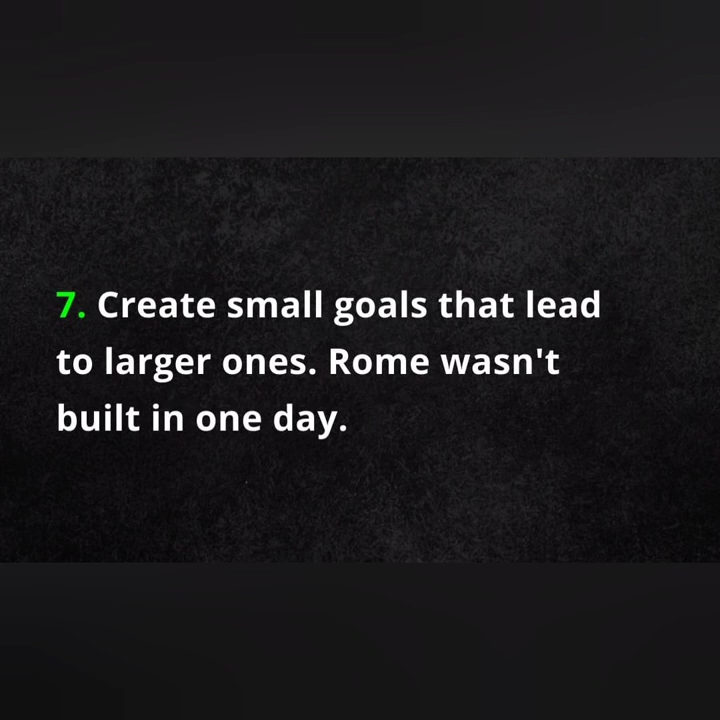 7. Create small goals that lead
to larger ones. Rome wasn't
built in one day.